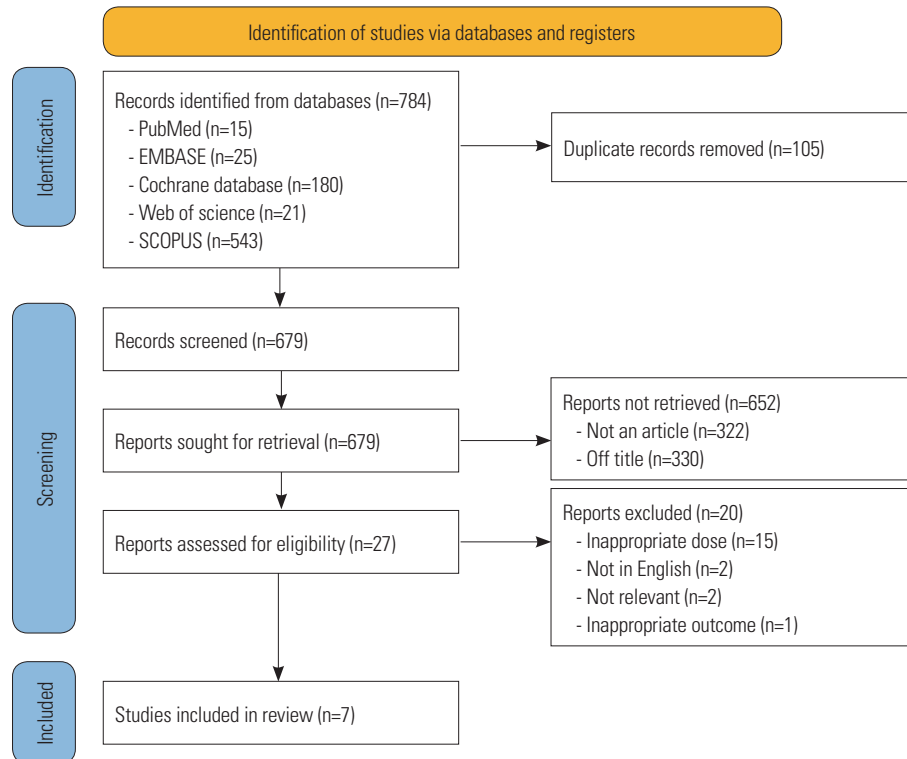 Identification of studies via databases and registers
Identification
Records identified from databases (n=784)
- PubMed (n=15)
- EMBASE (n=25)
- Cochrane database (n=180)
- Web of science (n=21)
- SCOPUS (n=543)
Duplicate records removed (n=105)
Screening
Records screened (n=679)
Reports sought for retrieval (n=679)
Reports not retrieved (n=652)
- Not an article (n=322)
- Off title (n=330)
Reports assessed for eligibility (n=27)
Reports excluded (n=20)
- Inappropriate dose (n=15)
- Not in English (n=2)
- Not relevant (n=2)
- Inappropriate outcome (n=1)
Included
Studies included in review (n=7)